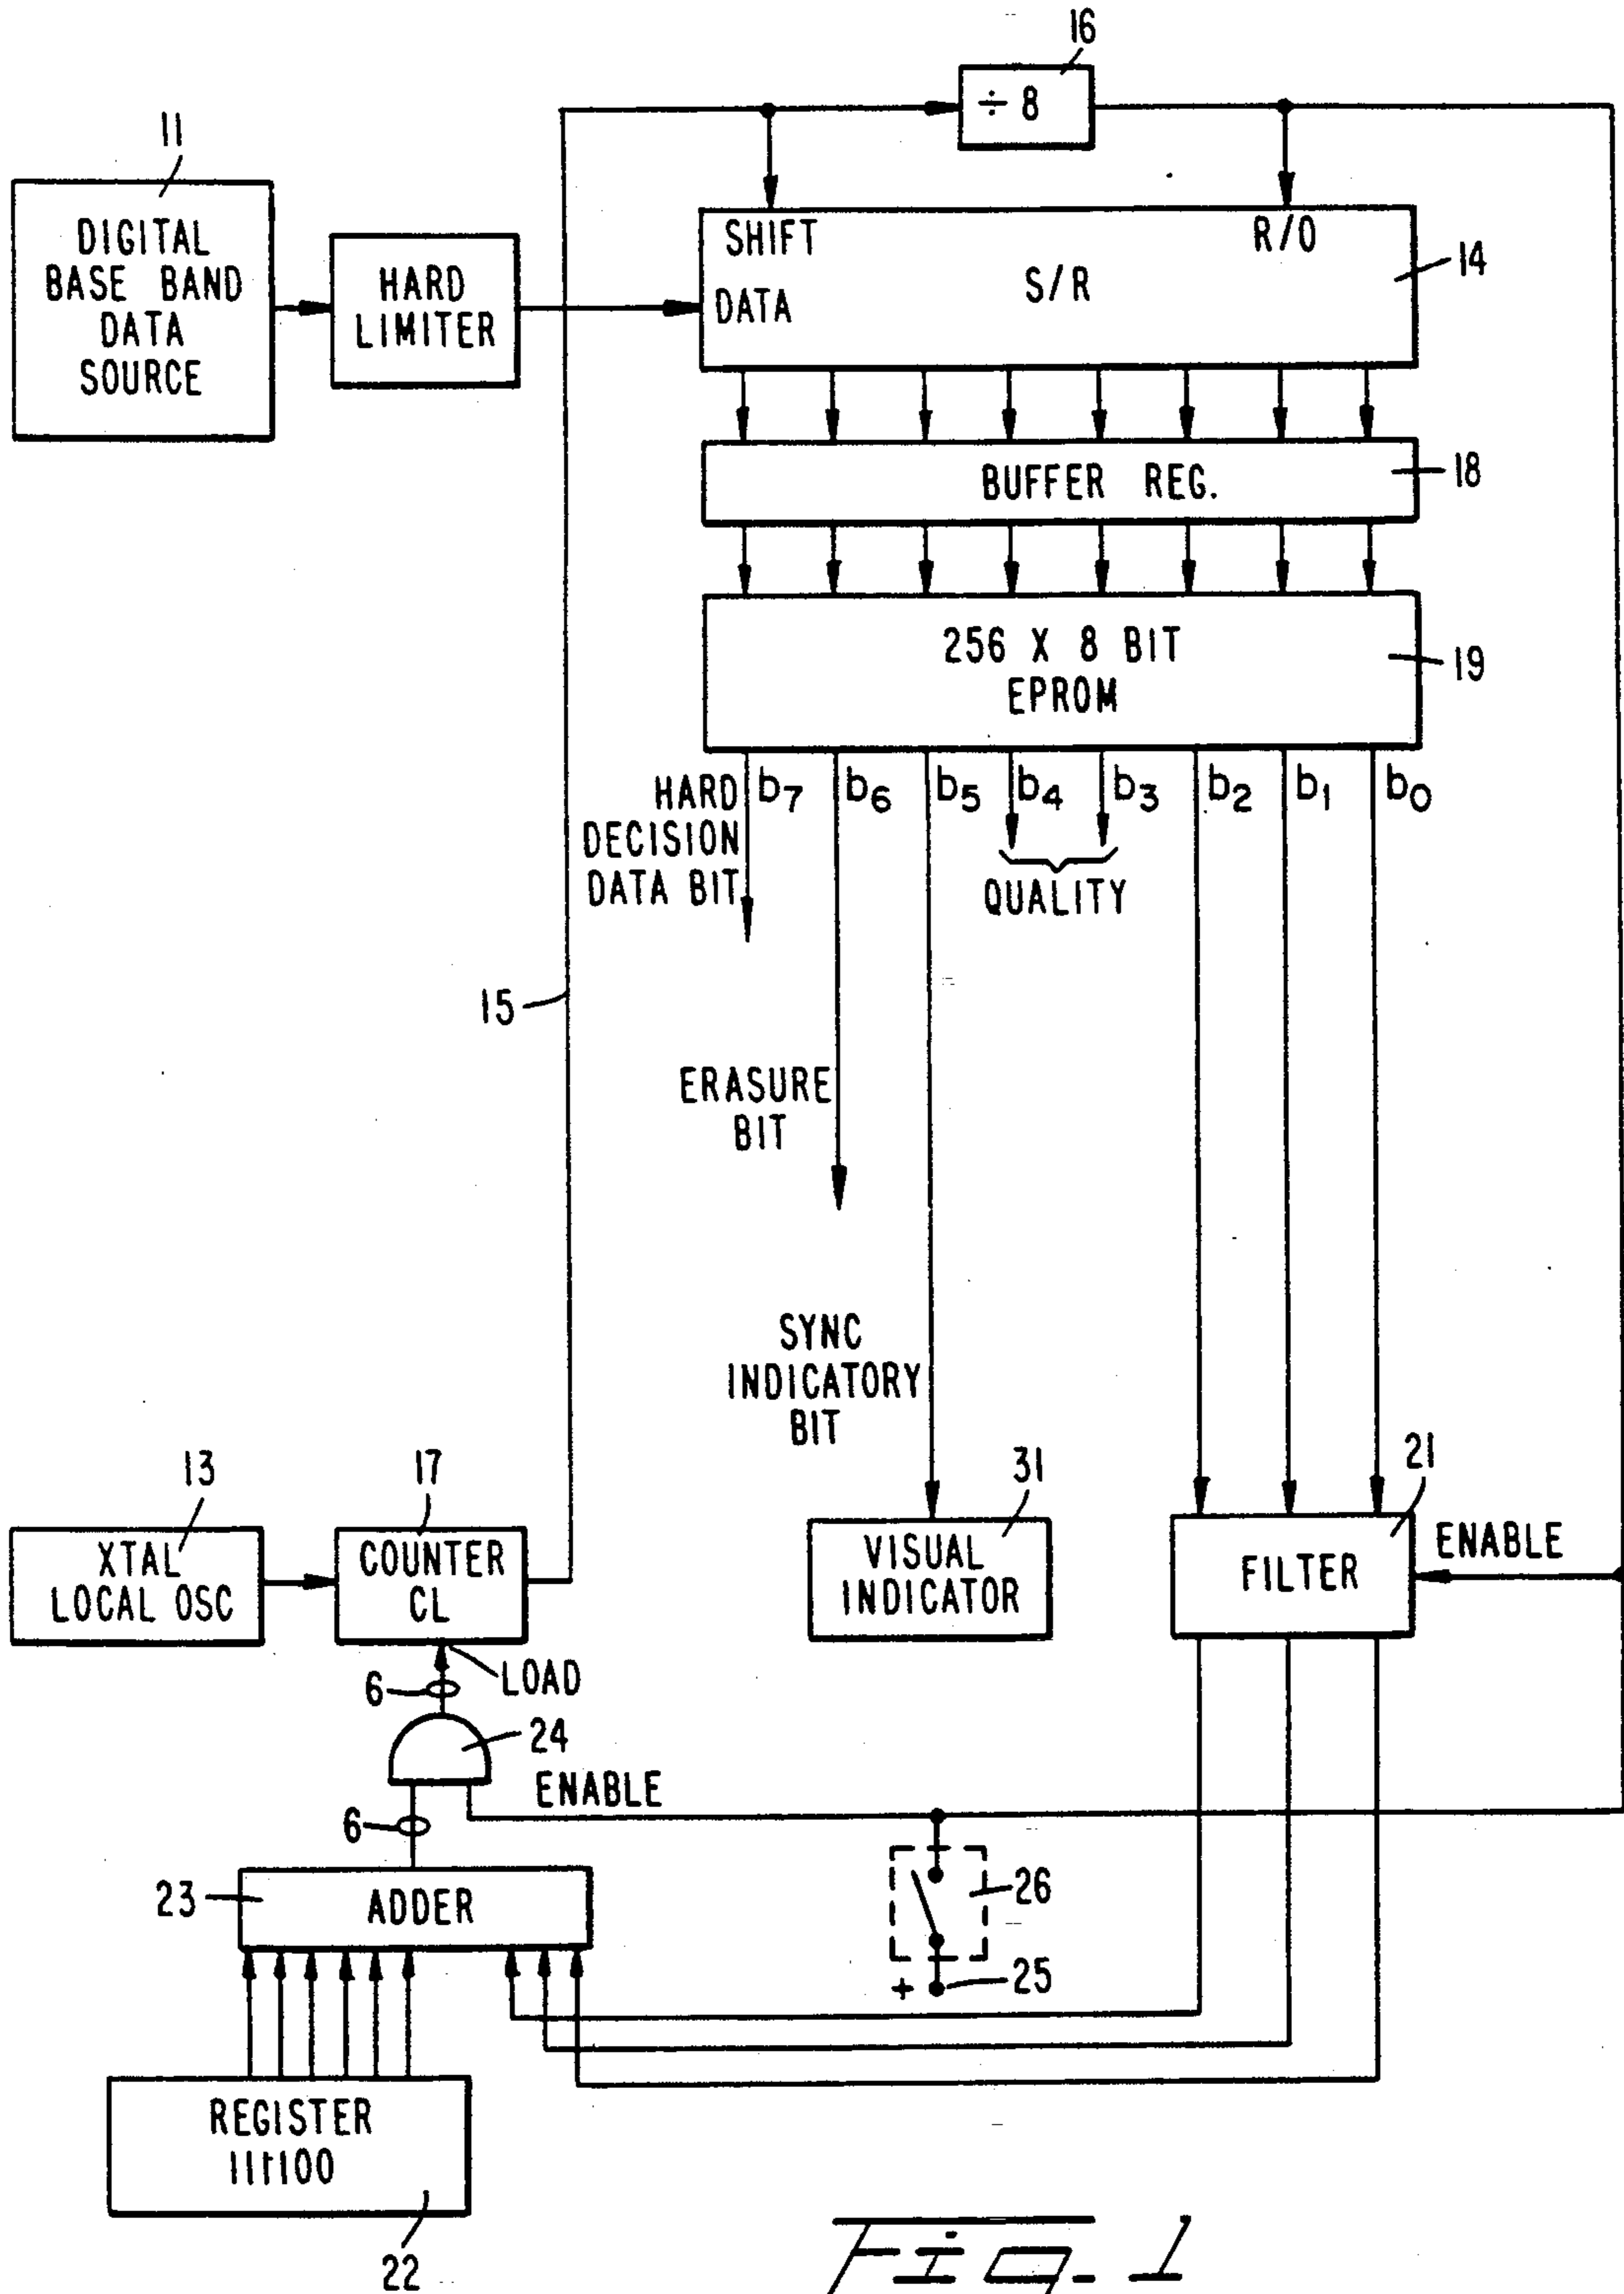 16
÷ 8
11
DIGITAL
BASE BAND
DATA
SOURCE
HARD
LIMITER
SHIFT
R/O
DATA
S/R
14
BUFFER REG.
18
256 X 8 BIT
EPROM
19
HARD
DECISION
DATA BIT
b7
b6
b5
b4
b3
b2
b1
b0
QUALITY
15
ERASURE
BIT
SYNC
INDICATORY
BIT
13
XTAL
LOCAL OSC
17
COUNTER
CL
31
VISUAL
INDICATOR
21
FILTER
ENABLE
6
LOAD
24
ENABLE
6
23
ADDER
26
+
25
REGISTER
111100
22
Fig. 1